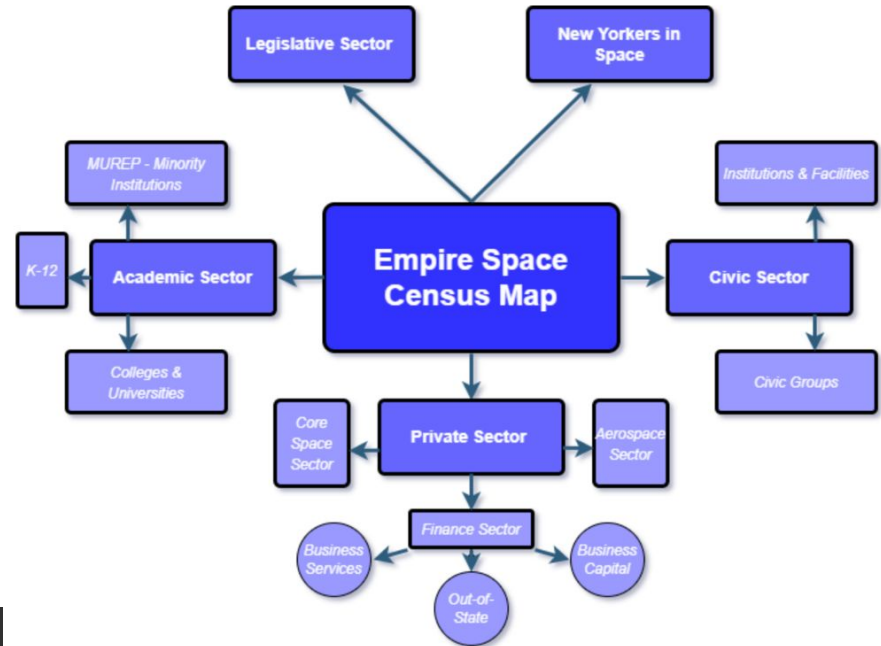 Legislative Sector
New Yorkers in
Space
MUREP - Minority
Institutions
Institutions & Facilities
K-12
Academic Sector
Empire Space
Census Map
Civic Sector
Colleges &
Universities
Civic Groups
Core
Space
Sector
Private Sector
Aerospace
Sector
Finance Sector
Business
Services
Business
Capital
Out-of-
State